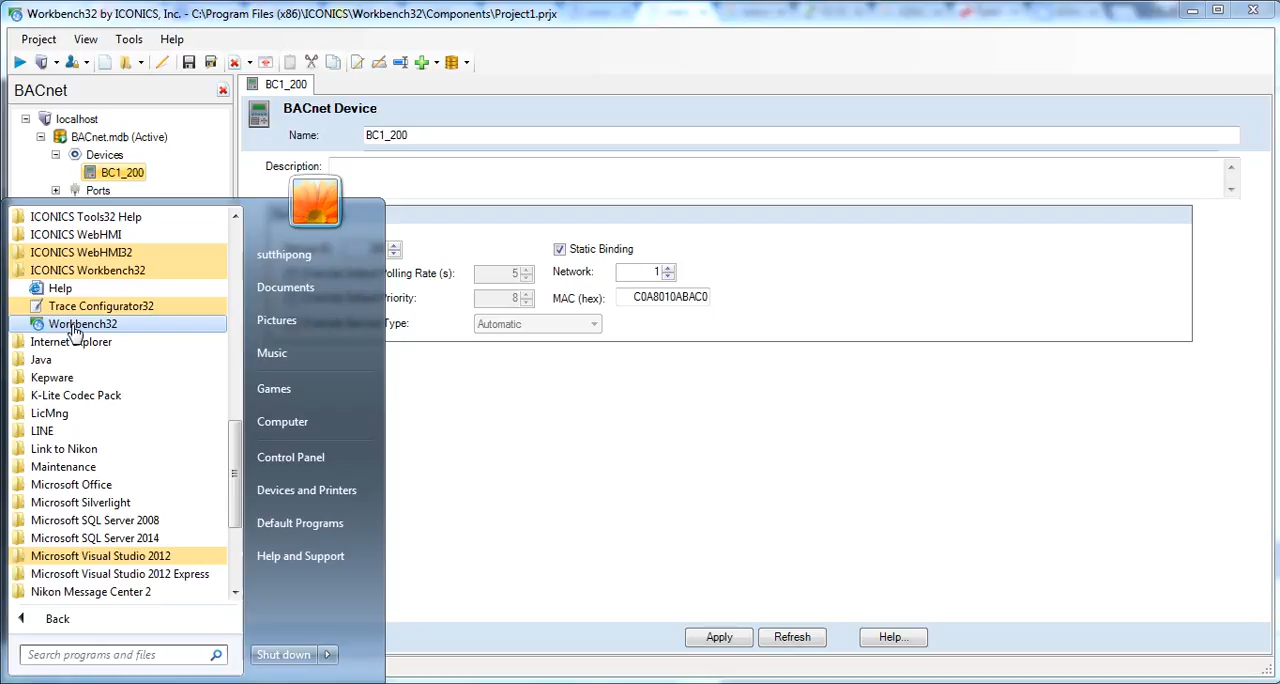 Workbench32 by ICONICS, Inc. - C:\Program Files (x86)\ICONICS\Workbench32\Components\Project1.prjx
Project View Tools Help
BACnet
BC1_200
localhost
BACnet.mdb (Active)
Devices
BC1_200
Ports
BACnet Device
Name: BC1_200
Description:
Static Binding
Polling Rate (s): 5
Network: 1
Priority: 8
MAC (hex): C0A8010ABAC0
Type: Automatic
Apply
Refresh
Help...
ICONICS Tools32 Help
ICONICS WebHMI
ICONICS WebHMI32
ICONICS Workbench32
Help
Trace Configurator32
Workbench32
Internet Explorer
Java
Kepware
K-Lite Codec Pack
LicMng
LINE
Link to Nikon
Maintenance
Microsoft Office
Microsoft Silverlight
Microsoft SQL Server 2008
Microsoft SQL Server 2014
Microsoft Visual Studio 2012
Microsoft Visual Studio 2012 Express
Nikon Message Center 2
Back
Search programs and files
sutthipong
Documents
Pictures
Music
Games
Computer
Control Panel
Devices and Printers
Default Programs
Help and Support
Shut down